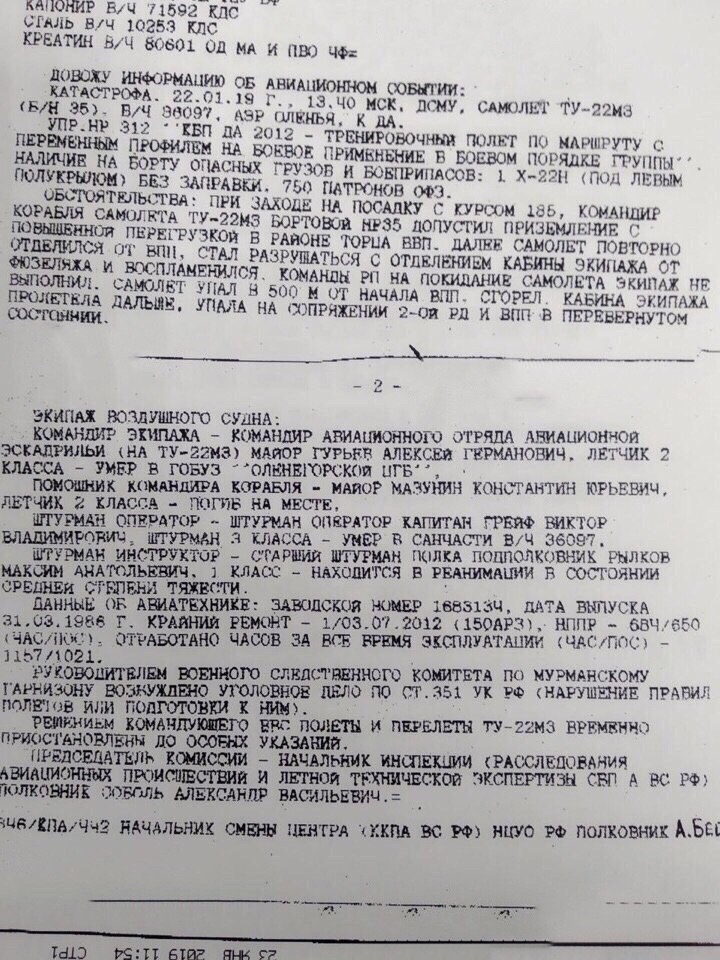 КАПОНИР В/Ч 71592 КДС
СТАЛЬ В/Ч 10253 КДС
КРЕАТИН В/Ч 80601 ОД МА И ПВО ЧФ=
ДОВОЖУ ИНФОРМАЦИЮ ОБ АВИАЦИОННОМ СОБЫТИИ:
КАТАСТРОФА. 22.01.19 Г., 13.40 МСК, ДСМУ, САМОЛЕТ ТУ-22М3
(Б/Н 35), В/Ч 36097, АЭР ОЛЕНЬЯ, К ДА.
УПР.НР 312 ''КБП ДА 2012 - ТРЕНИРОВОЧНЫЙ ПОЛЕТ ПО МАРШРУТУ С
ПЕРЕМЕННЫМ ПРОФИЛЕМ НА БОЕВОЕ ПРИМЕНЕНИЕ В БОЕВОМ ПОРЯДКЕ ГРУППЫ''.
НАЛИЧИЕ НА БОРТУ ОПАСНЫХ ГРУЗОВ И БОЕПРИПАСОВ: 1 Х-22Н (ПОД ЛЕВЫМ
ПОЛУКРЫЛОМ) БЕЗ ЗАПРАВКИ, 750 ПАТРОНОВ ОФЗ.
ОБСТОЯТЕЛЬСТВА: ПРИ ЗАХОДЕ НА ПОСАДКУ С КУРСОМ 185, КОМАНДИР
КОРАБЛЯ САМОЛЕТА ТУ-22М3 БОРТОВОЙ НР35 ДОПУСТИЛ ПРИЗЕМЛЕНИЕ С
ПОВЫШЕННОЙ ПЕРЕГРУЗКОЙ В РАЙОНЕ ТОРЦА ВПП. ДАЛЕЕ САМОЛЕТ ПОВТОРНО
ОТДЕЛИЛСЯ ОТ ВПП, СТАЛ РАЗРУШАТЬСЯ С ОТДЕЛЕНИЕМ КАБИНЫ ЭКИПАЖА ОТ
ФЮЗЕЛЯЖА И ВОСПЛАМЕНИЛСЯ. КОМАНДЫ РП НА ПОКИДАНИЕ САМОЛЕТА ЭКИПАЖ НЕ
ВЫПОЛНИЛ. САМОЛЕТ УПАЛ В 500 М ОТ НАЧАЛА ВПП. СГОРЕЛ. КАБИНА ЭКИПАЖА
ПРОЛЕТЕЛА ДАЛЬШЕ, УПАЛА НА СОПРЯЖЕНИИ 2-ОЙ РД И ВПП В ПЕРЕВЕРНУТОМ
СОСТОЯНИИ.
- 2 -
ЭКИПАЖ ВОЗДУШНОГО СУДНА:
КОМАНДИР ЭКИПАЖА - КОМАНДИР АВИАЦИОННОГО ОТРЯДА АВИАЦИОННОЙ
ЭСКАДРИЛЬИ (НА ТУ-22М3) МАЙОР ГУРЬЕВ АЛЕКСЕЙ ГЕРМАНОВИЧ, ЛЕТЧИК 2
КЛАССА - УМЕР В ГОБУЗ ''ОЛЕНЕГОРСКОЙ ЦГБ'',
ПОМОШНИК КОМАНДИРА КОРАБЛЯ - МАЙОР МАЗУНИН КОНСТАНТИН ЮРЬЕВИЧ,
ЛЕТЧИК 2 КЛАССА - ПОГИБ НА МЕСТЕ,
ШТУРМАН ОПЕРАТОР - ШТУРМАН ОПЕРАТОР КАПИТАН ГРЕЙФ ВИКТОР
ВЛАДИМИРОВИЧ, ШТУРМАН 3 КЛАССА - УМЕР В САНЧАСТИ В/Ч 36097,
ШТУРМАН ИНСТРУКТОР - СТАРШИЙ ШТУРМАН ПОЛКА ПОДПОЛКОВНИК РЫЛКОВ
МАКСИМ АНАТОЛЬЕВИЧ, 1 КЛАСС - НАХОДИТСЯ В РЕАНИМАЦИИ В СОСТОЯНИИ
СРЕДНЕЙ СТЕПЕНИ ТЯЖЕСТИ.
ДАННЫЕ ОБ АВИАТЕХНИКЕ: ЗАВОДСКОЙ НОМЕР 1683134, ДАТА ВЫПУСКА
31.03.1986 Г. КРАЙНИЙ РЕМОНТ - 1/03.07.2012 (150АРЗ), НППР - 684/650
(ЧАС/ПОС), ОТРАБОТАНО ЧАСОВ ЗА ВСЕ ВРЕМЯ ЭКСПЛУАТАЦИИ (ЧАС/ПОС) -
1157/1021.
РУКОВОДИТЕЛЕМ ВОЕННОГО СЛЕДСТВЕННОГО КОМИТЕТА ПО МУРМАНСКОМУ
ГАРНИЗОНУ ВОЗБУЖДЕНО УГОЛОВНОЕ ДЕЛО ПО СТ.351 УК РФ (НАРУШЕНИЕ ПРАВИЛ
ПОЛЕТОВ ИЛИ ПОДГОТОВКИ К НИМ).
РЕШЕНИЕМ КОМАНДУЮЩЕГО ВВС ПОЛЕТЫ И ПЕРЕЛЕТЫ ТУ-22М3 ВРЕМЕННО
ПРИОСТАНОВЛЕНЫ ДО ОСОБЫХ УКАЗАНИЙ.
ПРЕДСЕДАТЕЛЬ КОМИССИИ - НАЧАЛЬНИК ИНСПЕКЦИИ (РАССЛЕДОВАНИЯ
АВИАЦИОННЫХ ПРОИСШЕСТВИЙ И ЛЕТНОЙ ТЕХНИЧЕСКОЙ ЭКСПЕРТИЗЫ СБП А ВС РФ)
ПОЛКОВНИК СОБОЛЬ АЛЕКСАНДР ВАСИЛЬЕВИЧ.=
НАЧАЛЬНИК СМЕНЫ ЦЕНТРА (ККПА ВС РФ) НЦУО РФ ПОЛКОВНИК А.
23 ЯНВ 2019 11:54 СТР1